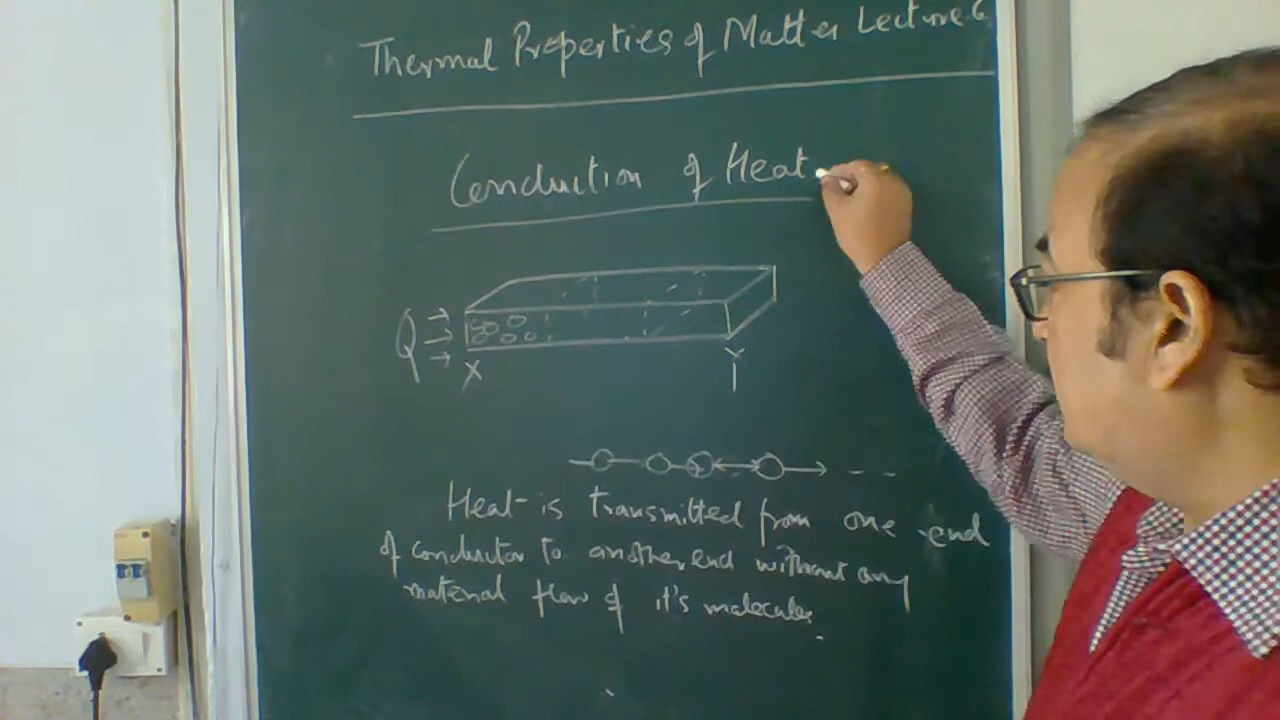 Thermal Properties of Matter Lecture 6
Conduction of Heat
Q
X
Y
Heat is transmitted from one end
of conductor to another end without any
material flow of it's molecules.